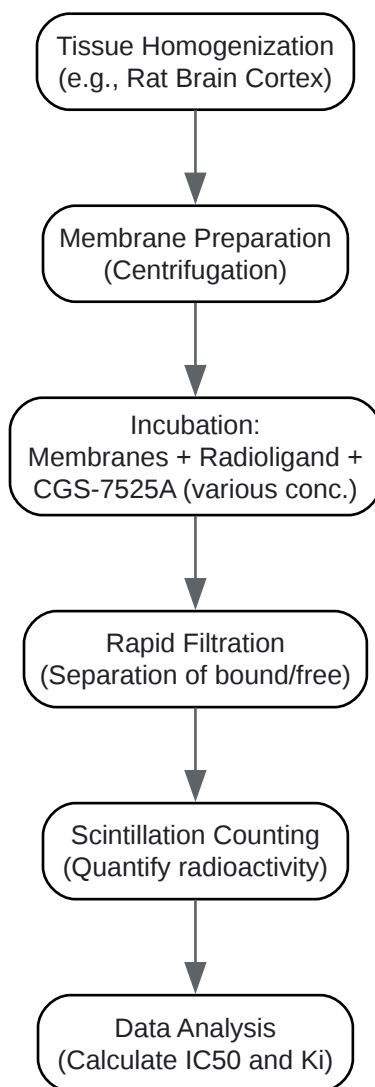 Tissue Homogenization
(e.g., Rat Brain Cortex)
Membrane Preparation
(Centrifugation)
Incubation:
Membranes + Radioligand +
CGS-7525A (various conc.)
Rapid Filtration
(Separation of bound/free)
Scintillation Counting
(Quantify radioactivity)
Data Analysis
(Calculate IC50 and Ki)